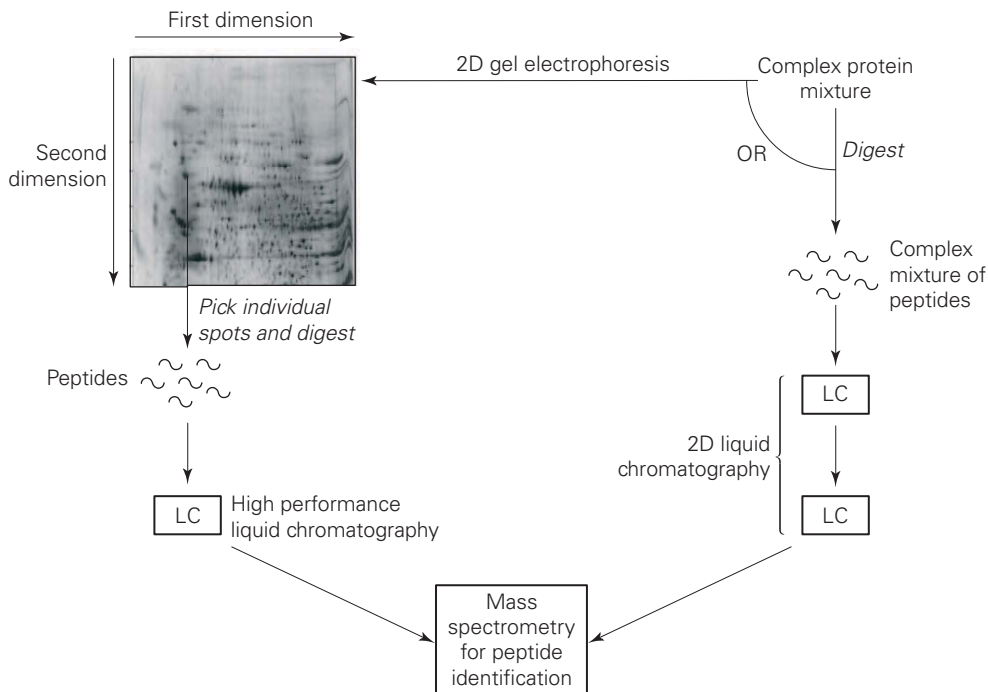 First dimension
2D gel electrophoresis
Complex protein
mixture
Second
dimension
OR
Digest
Pick individual
spots and digest
Complex
mixture of
peptides
Peptides
LC
2D liquid
chromatography
LC
High performance
liquid chromatography
LC
Mass
spectrometry
for peptide
identification